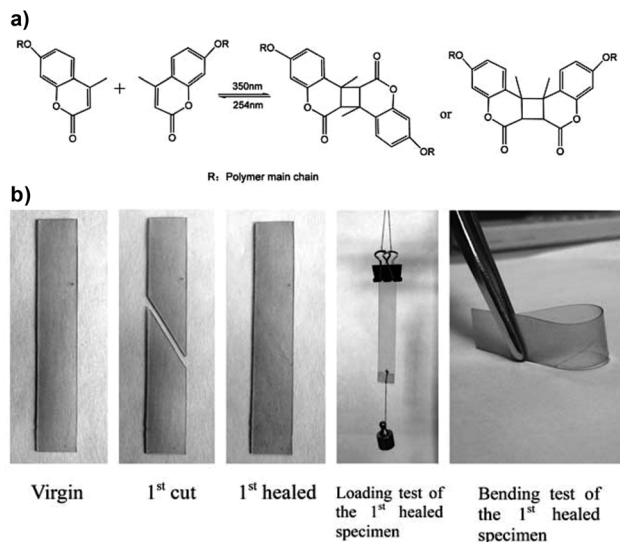 a)
RO
OR
RO
O
O
RO
O
O
OR
CH
+
O
O
O
O
350nm
254nm
O
O
OR
or
O
O
O
O
R: Polymer main chain
b)
Virgin
1st cut
1st healed
Loading test of
the 1st healed
specimen
Bending test of
the 1st healed
specimen